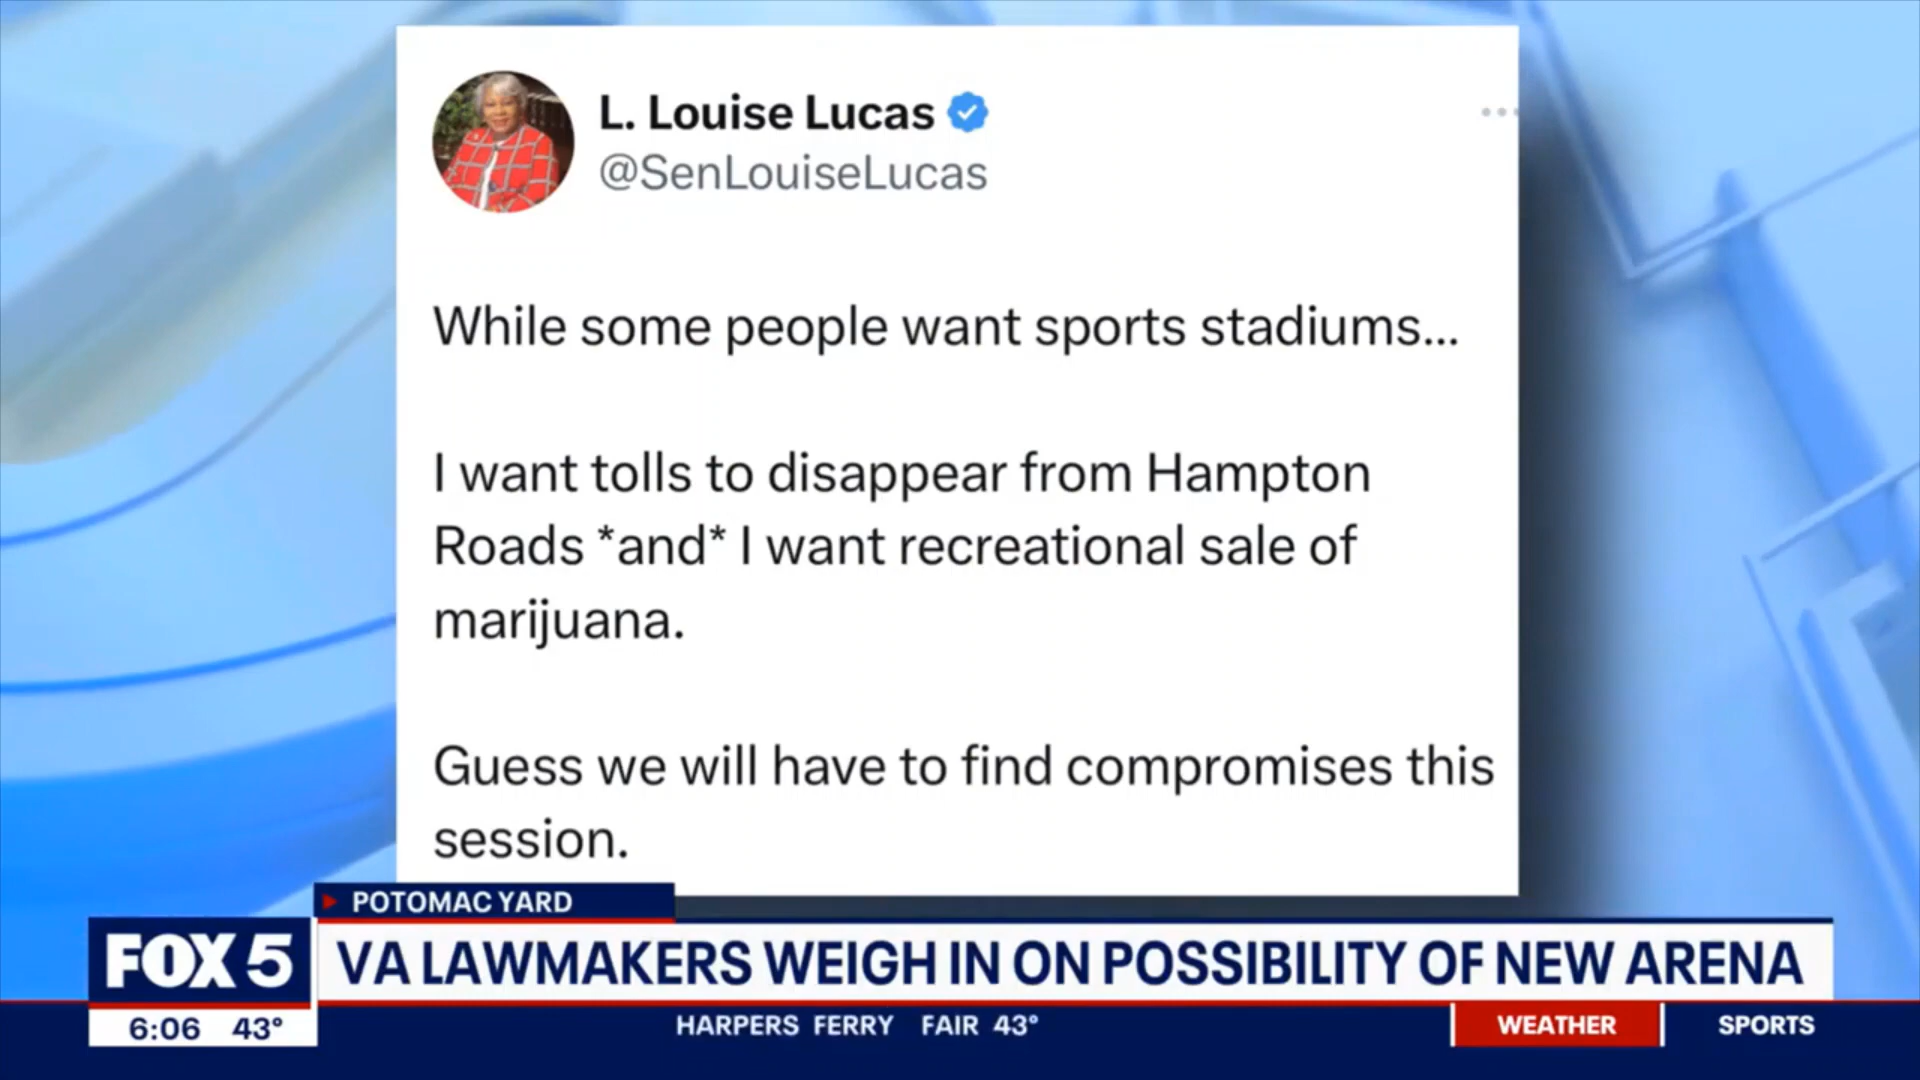 L. Louise Lucas
@SenLouiseLucas
While some people want sports stadiums...
I want tolls to disappear from Hampton
Roads *and* I want recreational sale of
marijuana.
Guess we will have to find compromises this
session.
POTOMAC YARD
FOX 5
VA LAWMAKERS WEIGH IN ON POSSIBILITY OF NEW ARENA
6:06 43°
HARPERS FERRY FAIR 43°
WEATHER
SPORTS